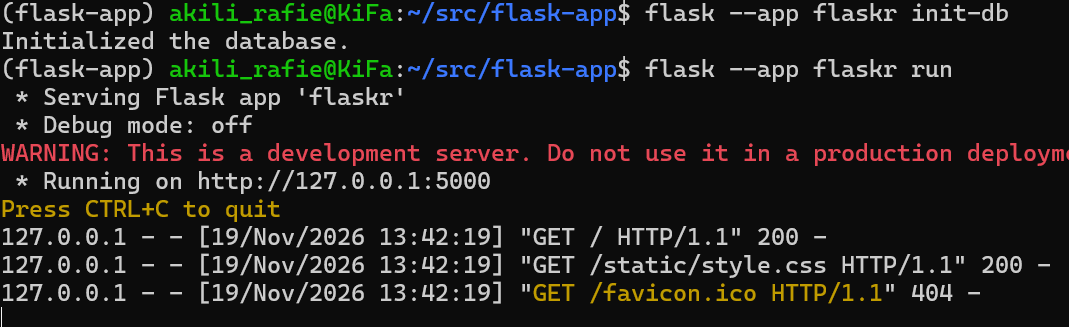 (flask-app) akili_rafie@KiFa:~/src/flask-app$ flask --app flaskr init-db
Initialized the database.
(flask-app) akili_rafie@KiFa:~/src/flask-app$ flask --app flaskr run
 * Serving Flask app 'flaskr'
 * Debug mode: off
WARNING: This is a development server. Do not use it in a production deploym
 * Running on http://127.0.0.1:5000
Press CTRL+C to quit
127.0.0.1 - - [19/Nov/2026 13:42:19] "GET / HTTP/1.1" 200 -
127.0.0.1 - - [19/Nov/2026 13:42:19] "GET /static/style.css HTTP/1.1" 200 -
127.0.0.1 - - [19/Nov/2026 13:42:19] "GET /favicon.ico HTTP/1.1" 404 -